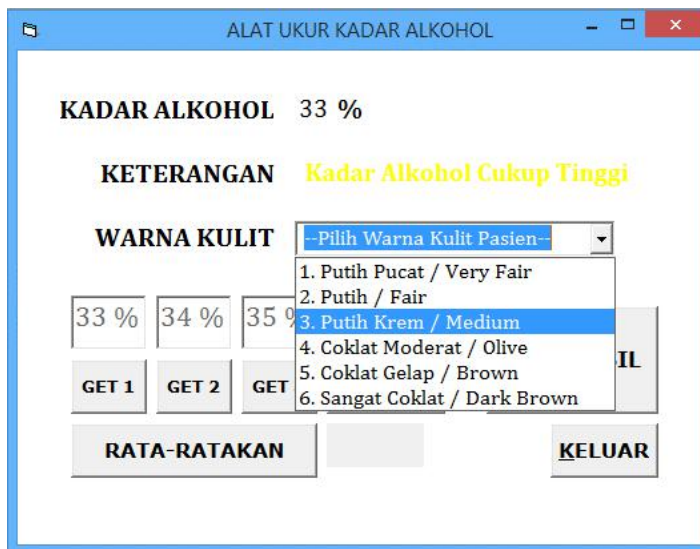 ALAT UKUR KADAR ALKOHOL
KADAR ALKOHOL 33 %
KETERANGAN Kadar Alkohol Cukup Tinggi
WARNA KULIT --Pilih Warna Kulit Pasien--
1. Putih Pucat / Very Fair
2. Putih / Fair
3. Putih Krem / Medium
4. Coklat Moderat / Olive
5. Coklat Gelap / Brown
6. Sangat Coklat / Dark Brown
33 % 34 % 35 %
GET 1 GET 2 GET IL
RATA-RATAKAN KELUAR